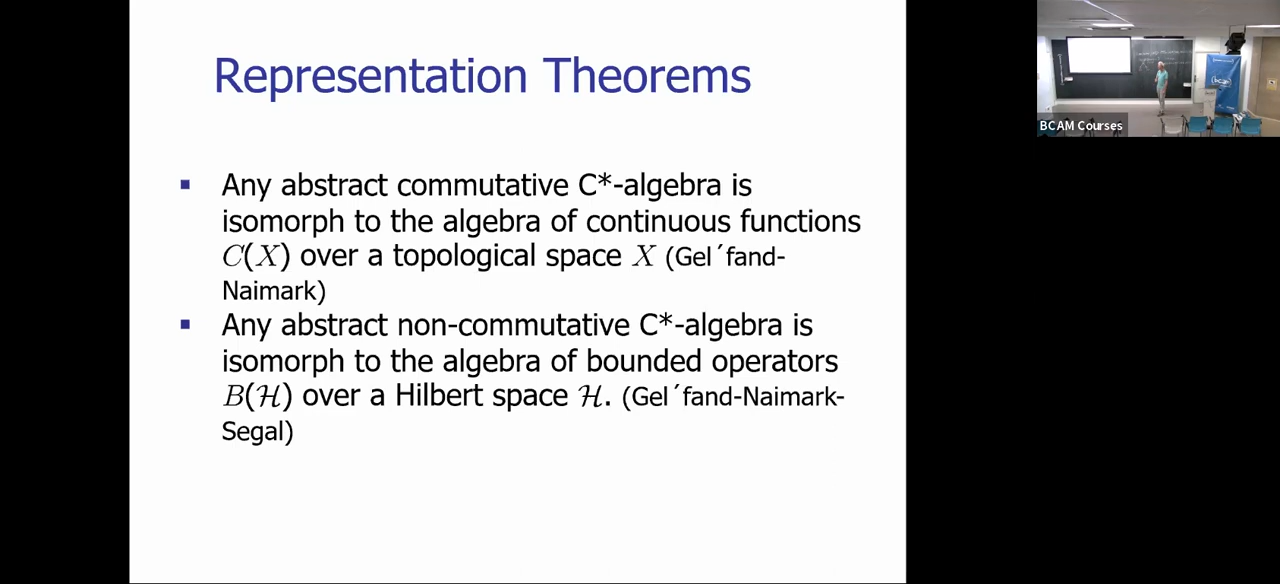 Representation Theorems
BCAM Courses
▪ Any abstract commutative C*-algebra is
isomorph to the algebra of continuous functions
C(X) over a topological space X (Gel´fand-
Naimark)
▪ Any abstract non-commutative C*-algebra is
isomorph to the algebra of bounded operators
B(ℋ) over a Hilbert space ℋ. (Gel´fand-Naimark-
Segal)